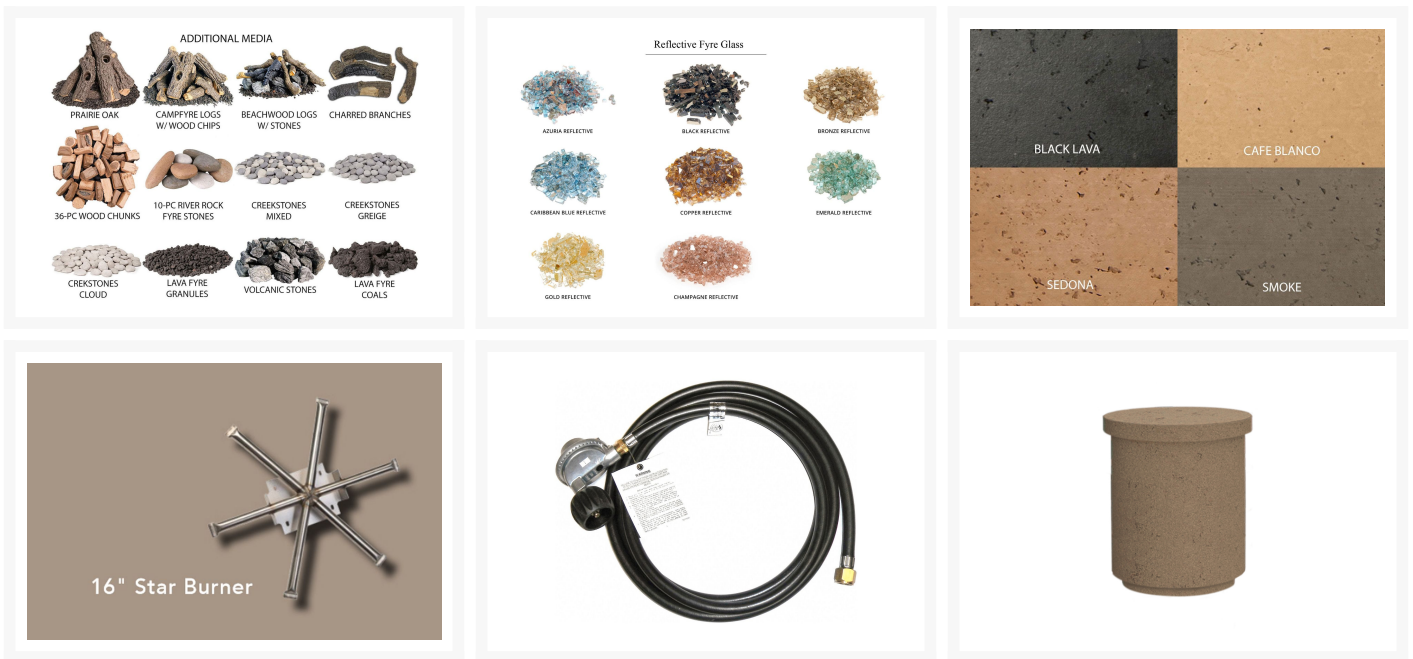 ADDITIONAL MEDIA
PRAIRIE OAK
CAMPFYRE LOGS
W/ WOOD CHIPS
BEACHWOOD LOGS
W/ STONES
CHARRED BRANCHES
36-PC WOOD CHUNKS
10-PC RIVER ROCK
FYRE STONES
CREEKSTONES
MIXED
CREEKSTONES
GREIGE
CREKSTONES
CLOUD
LAVA FYRE
GRANULES
VOLCANIC STONES
LAVA FYRE
COALS
Reflective Fyre Glass
AZURIA REFLECTIVE
BLACK REFLECTIVE
BRONZE REFLECTIVE
CARIBBEAN BLUE REFLECTIVE
COPPER REFLECTIVE
EMERALD REFLECTIVE
GOLD REFLECTIVE
CHAMPAGNE REFLECTIVE
BLACK LAVA
CAFE BLANCO
SEDONA
SMOKE
16" Star Burner